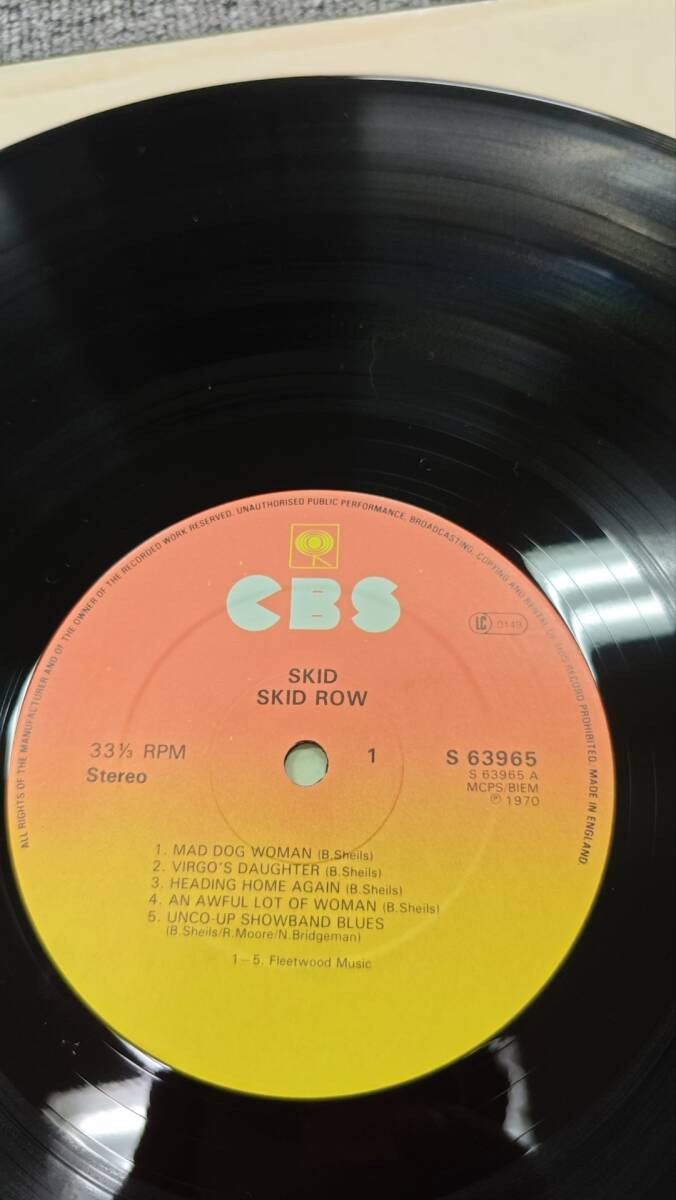 ALL RIGHTS OF THE MANUFACTURER AND OF THE OWNER OF THE RECORDED WORK RESERVED. UNAUTHORISED PUBLIC PERFORMANCE, BROADCASTING, COPYING AND RENTAL OF THIS RECORD PROHIBITED. MADE IN ENGLAND.
CBS
LC 0149
SKID
SKID ROW
33⅓ RPM
Stereo
1
S 63965
S 63965 A
MCPS/BIEM
℗ 1970
1. MAD DOG WOMAN (B.Sheils)
2. VIRGO'S DAUGHTER (B.Sheils)
3. HEADING HOME AGAIN (B.Sheils)
4. AN AWFUL LOT OF WOMAN (B.Sheils)
5. UNCO-UP SHOWBAND BLUES
(B.Sheils/R.Moore/N.Bridgeman)
1–5. Fleetwood Music